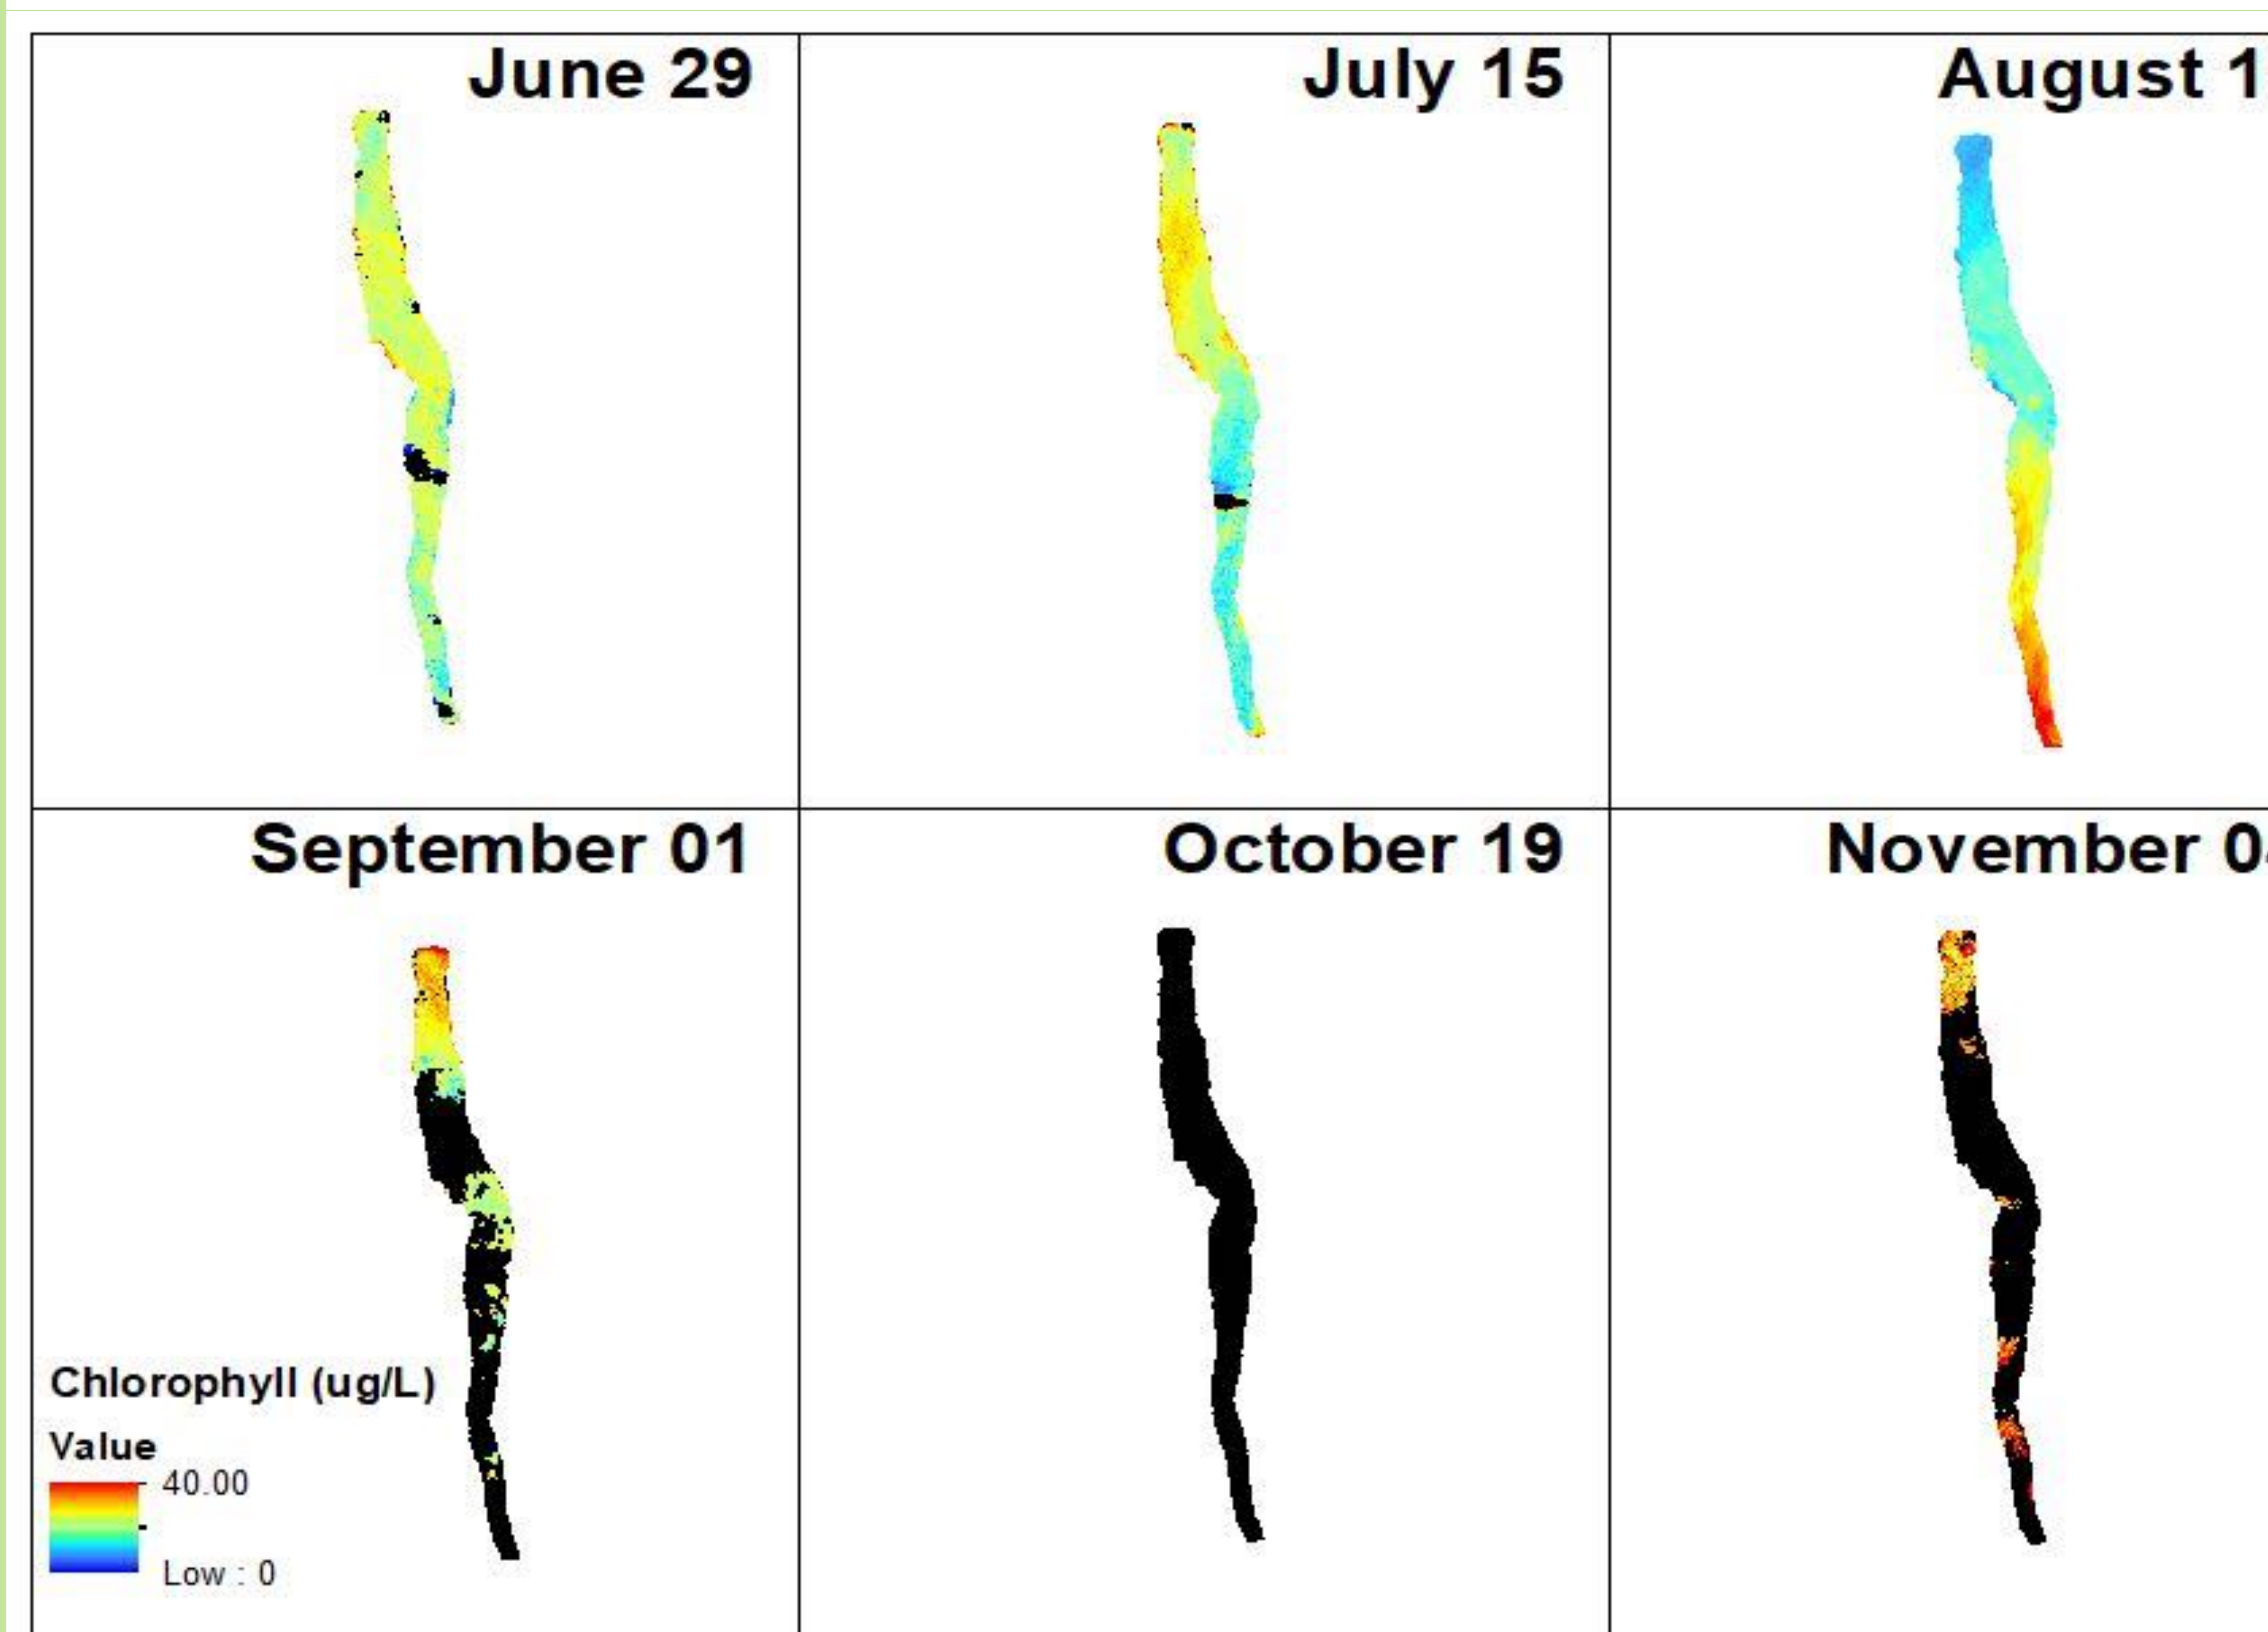 June 29
July 15
August 1
September 01
October 19
November 0
Chlorophyll (ug/L)
Value
40.00
Low : 0